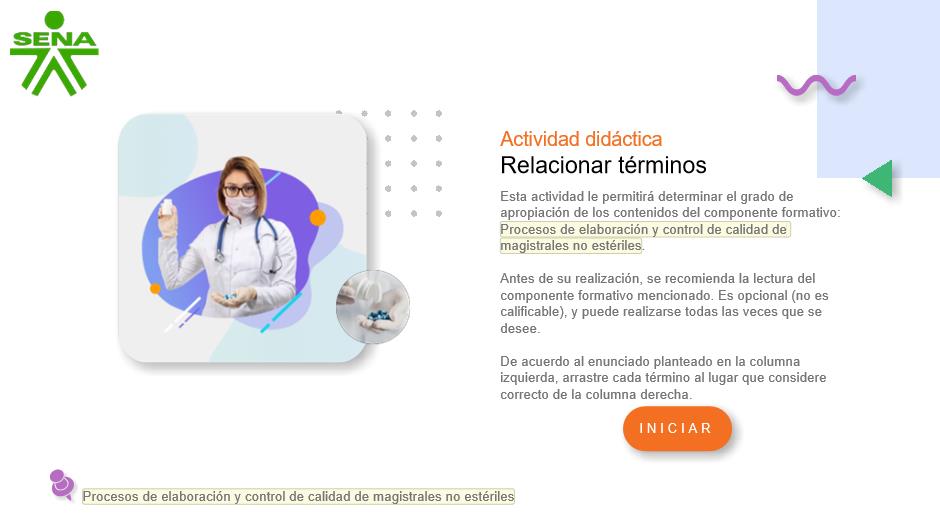 SENA
Actividad didáctica
Relacionar términos
Esta actividad le permitirá determinar el grado de
apropiación de los contenidos del componente formativo:
Procesos de elaboración y control de calidad de
magistrales no estériles.
Antes de su realización, se recomienda la lectura del
componente formativo mencionado. Es opcional (no es
calificable), y puede realizarse todas las veces que se
desee.
De acuerdo al enunciado planteado en la columna
izquierda, arrastre cada término al lugar que considere
correcto de la columna derecha.
INICIAR
Procesos de elaboración y control de calidad de magistrales no estériles